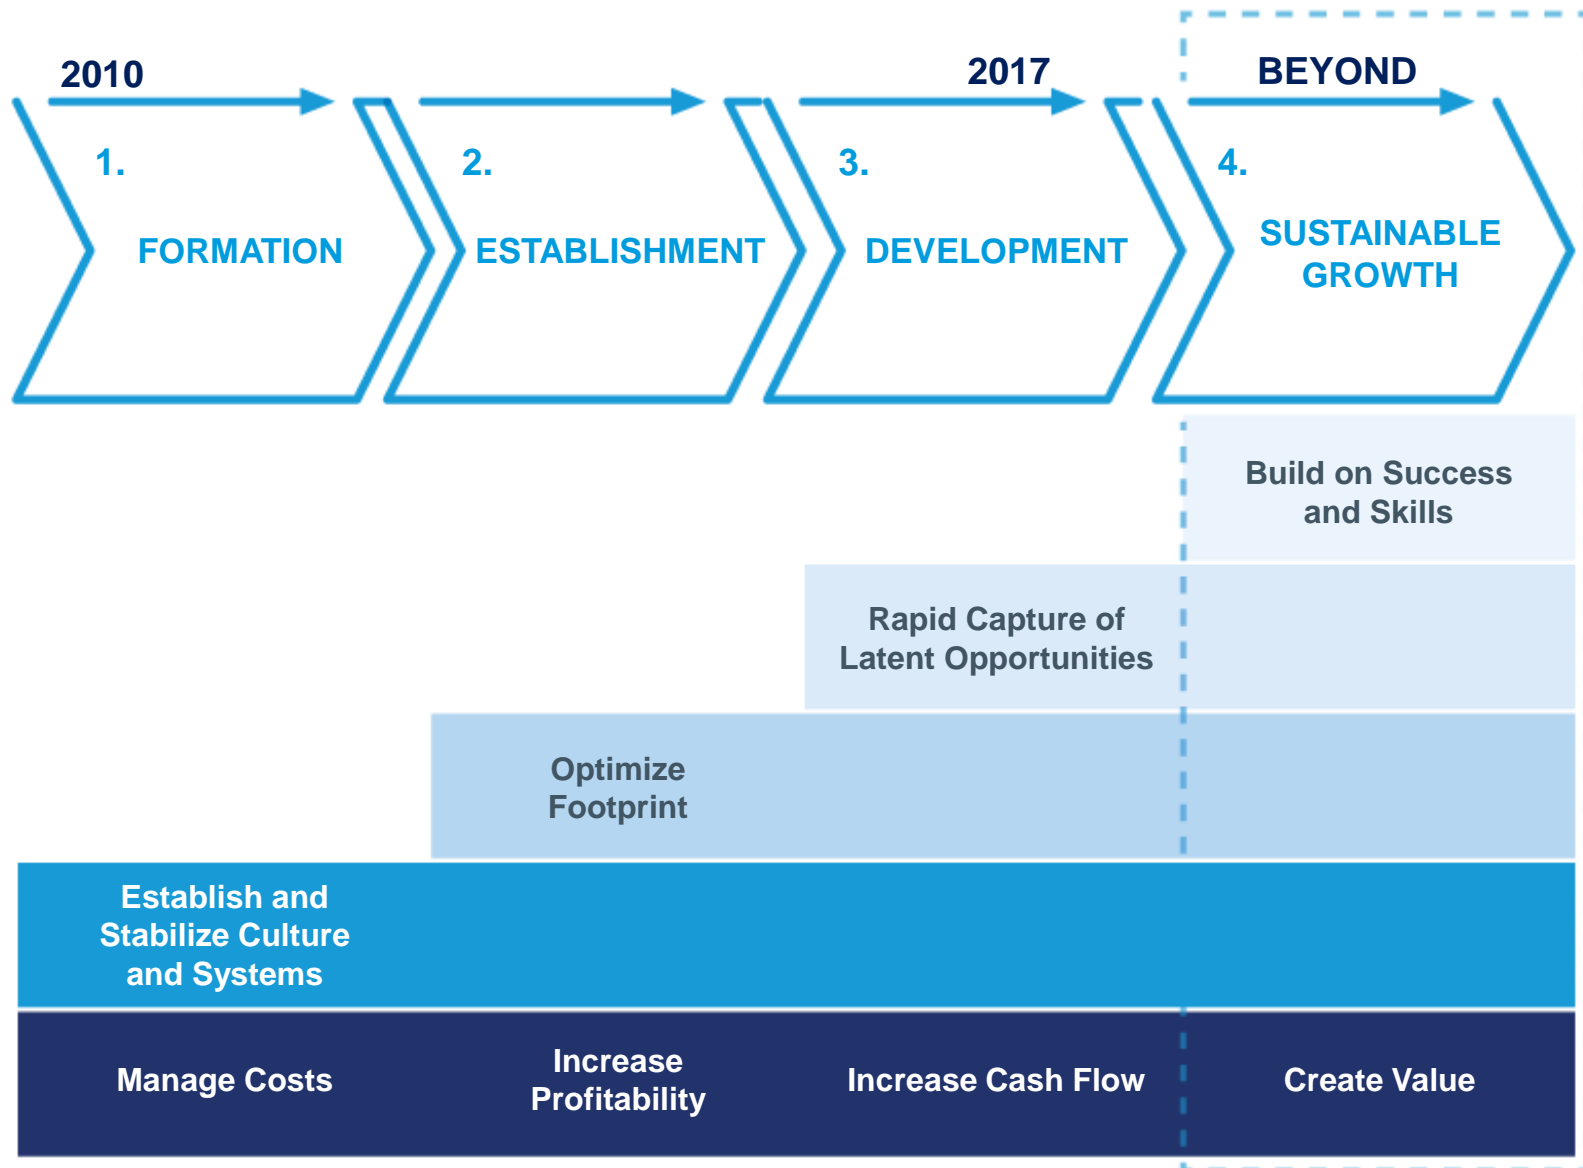 2010
2017
BEYOND
1.
2.
3.
4.
FORMATION
ESTABLISHMENT
DEVELOPMENT
SUSTAINABLE
GROWTH
Build on Success
and Skills
Rapid Capture of
Latent Opportunities
Optimize
Footprint
Establish and
Stabilize Culture
and Systems
Manage Costs
Increase
Profitability
Increase Cash Flow
Create Value